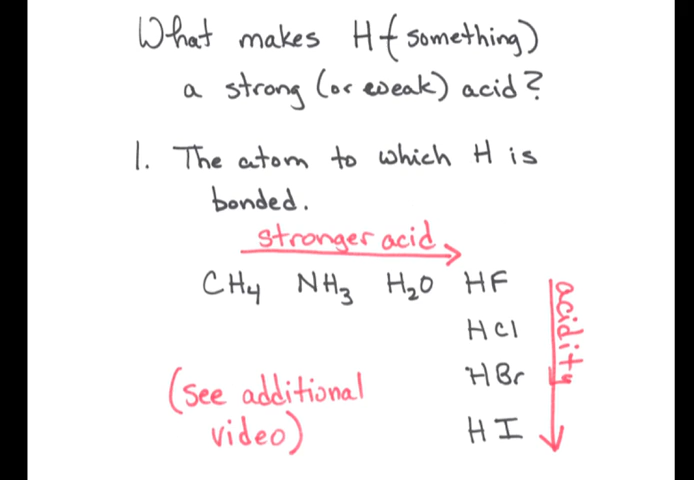 What makes H-(something)
a strong (or weak) acid?
1. The atom to which H is
bonded.
stronger acid
CH4 NH3 H2O HF
HCl
HBr
HI
acidity
(see additional
video)